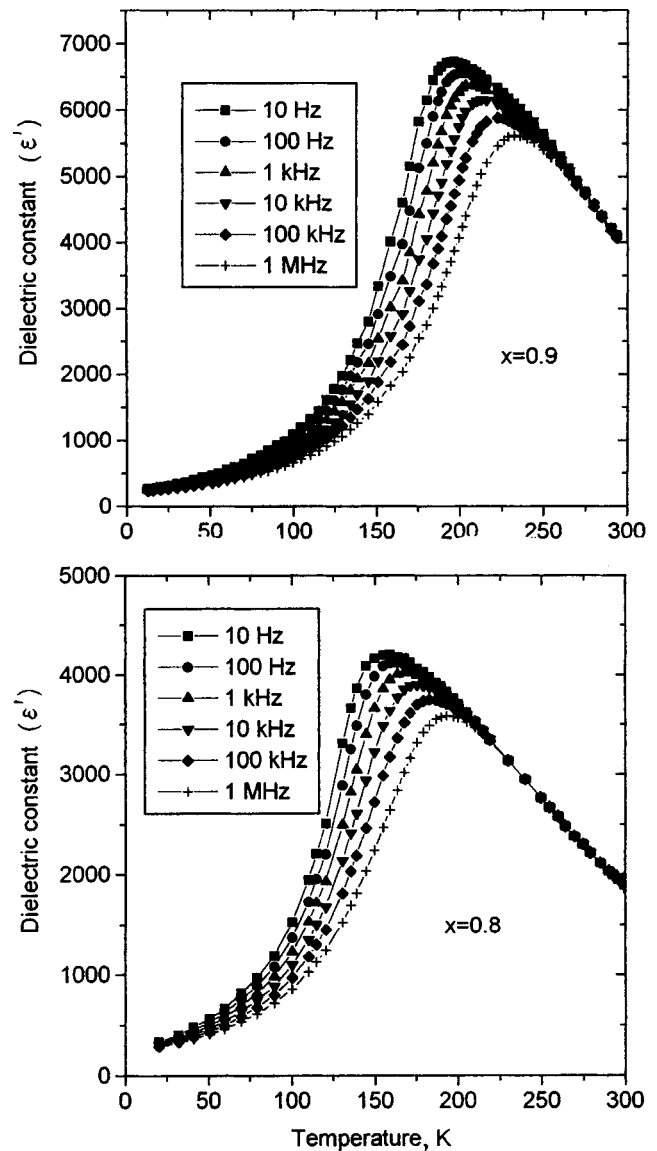 7000
6000
5000
4000
3000
2000
1000
0
Dielectric constant (ε')
10 Hz
100 Hz
1 kHz
10 kHz
100 kHz
1 MHz
x=0.9
0 50 100 150 200 250 300
5000
4000
3000
2000
1000
0
Dielectric constant (ε')
10 Hz
100 Hz
1 kHz
10 kHz
100 kHz
1 MHz
x=0.8
0 50 100 150 200 250 300
Temperature, K